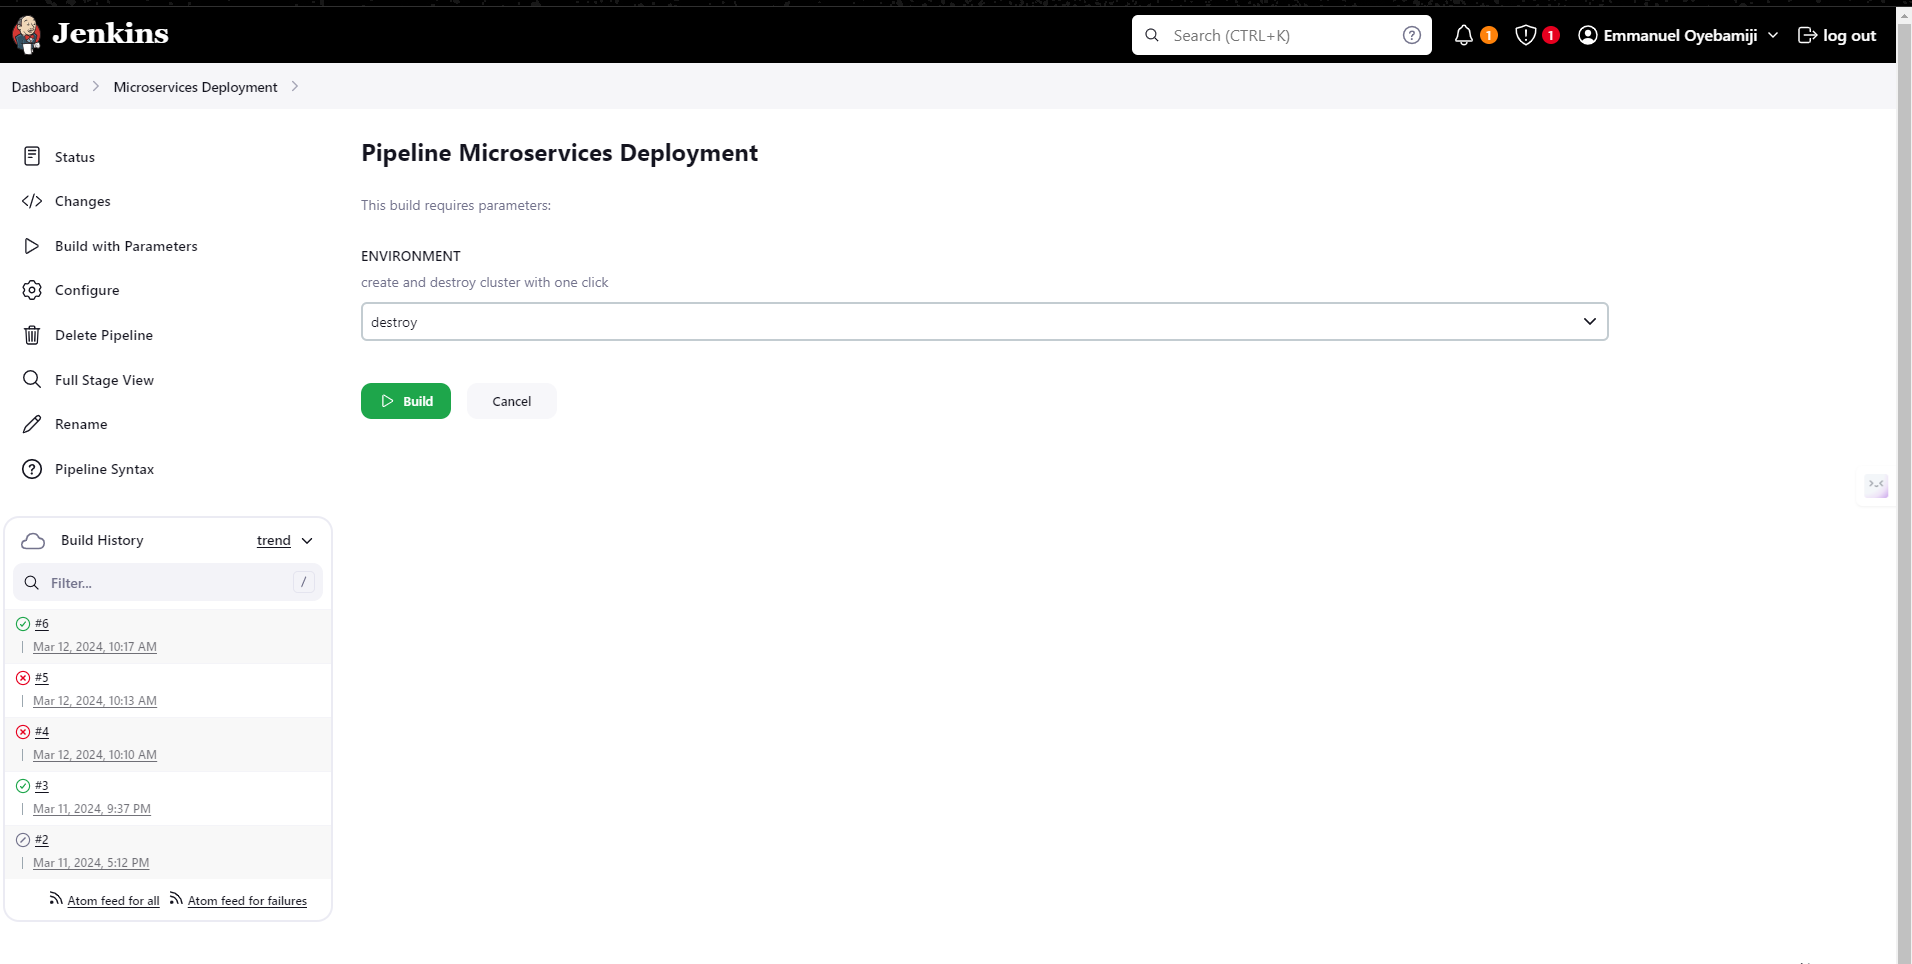 Jenkins
Search (CTRL+K)
?
1
1
Emmanuel Oyebamiji
log out
Dashboard
Microservices Deployment
Status
Changes
Build with Parameters
Configure
Delete Pipeline
Full Stage View
Rename
Pipeline Syntax
Pipeline Microservices Deployment
This build requires parameters:
ENVIRONMENT
create and destroy cluster with one click
destroy
Build
Cancel
Build History
trend
Filter...
/
#6
Mar 12, 2024, 10:17 AM
#5
Mar 12, 2024, 10:13 AM
#4
Mar 12, 2024, 10:10 AM
#3
Mar 11, 2024, 9:37 PM
#2
Mar 11, 2024, 5:12 PM
Atom feed for all
Atom feed for failures